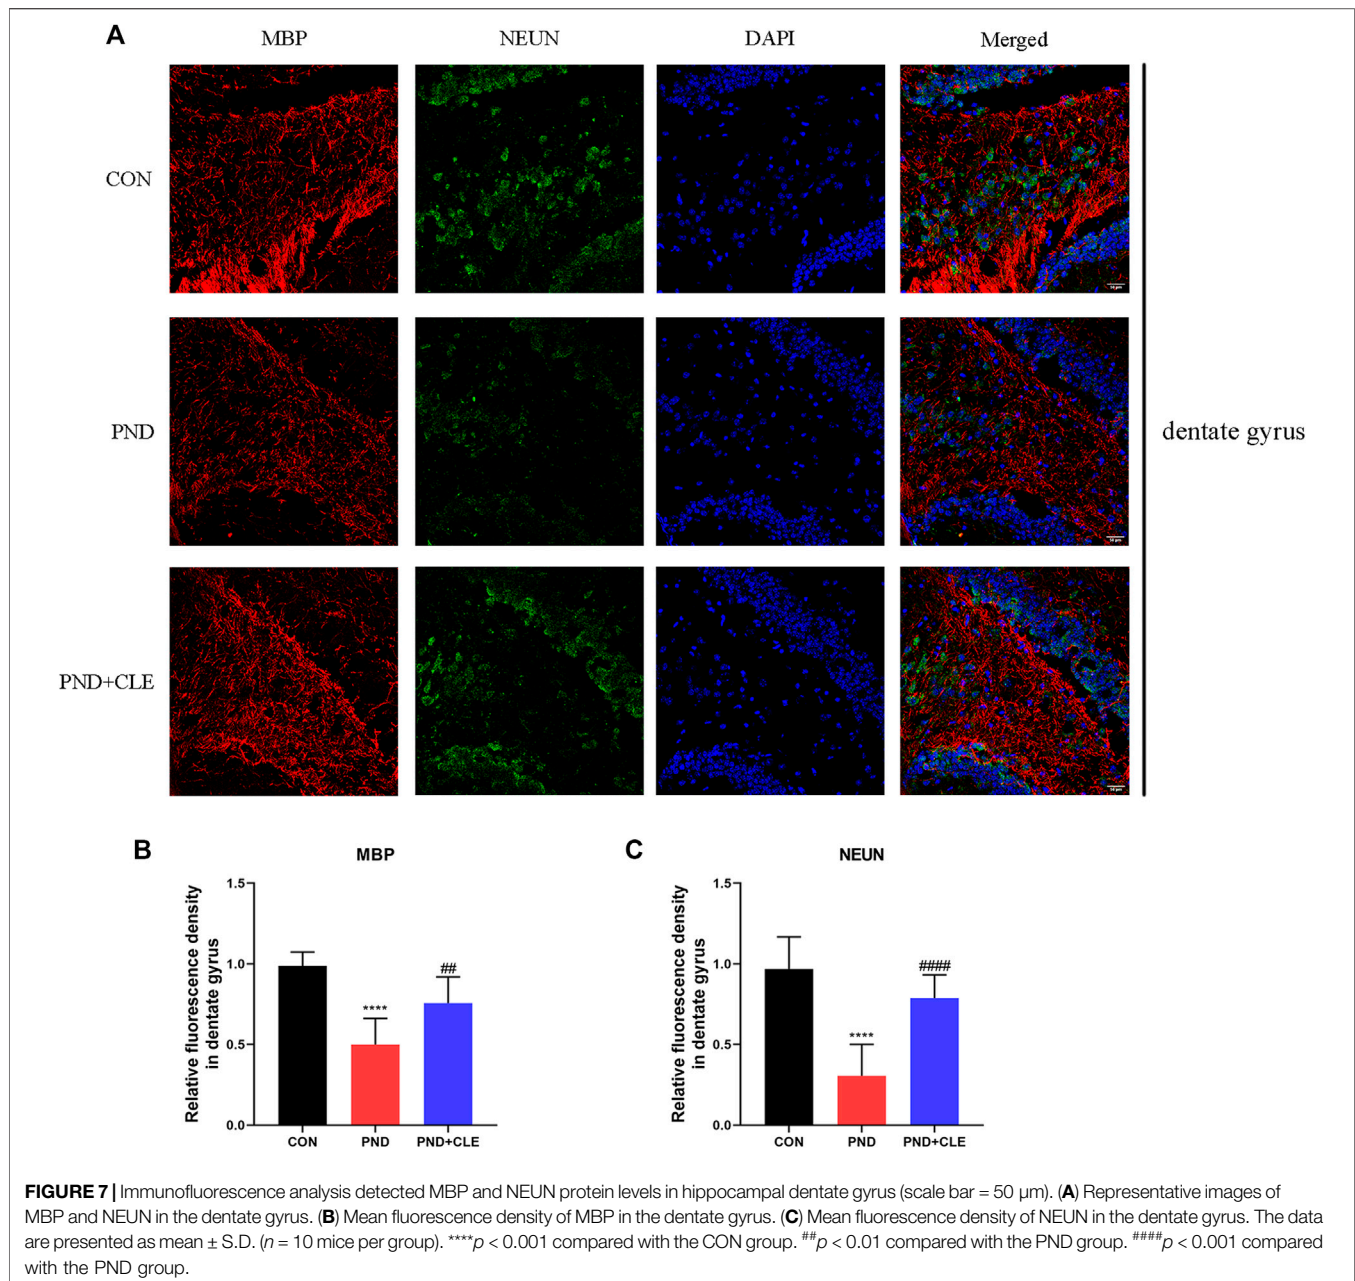 A
MBP NEUN DAPI Merged
CON
PND
PND+CLE
dentate gyrus
50 µm
50 µm
50 µm
B
MBP
Relative fluorescence density
in dentate gyrus
1.5
1.0
0.5
0.0
****
##
CON PND PND+CLE
C
NEUN
Relative fluorescence density
in dentate gyrus
1.5
1.0
0.5
0.0
****
####
CON PND PND+CLE
FIGURE 7 | Immunofluorescence analysis detected MBP and NEUN protein levels in hippocampal dentate gyrus (scale bar = 50 µm). (A) Representative images of
MBP and NEUN in the dentate gyrus. (B) Mean fluorescence density of MBP in the dentate gyrus. (C) Mean fluorescence density of NEUN in the dentate gyrus. The data
are presented as mean ± S.D. (n = 10 mice per group). ****p < 0.001 compared with the CON group. ##p < 0.01 compared with the PND group. ####p < 0.001 compared
with the PND group.